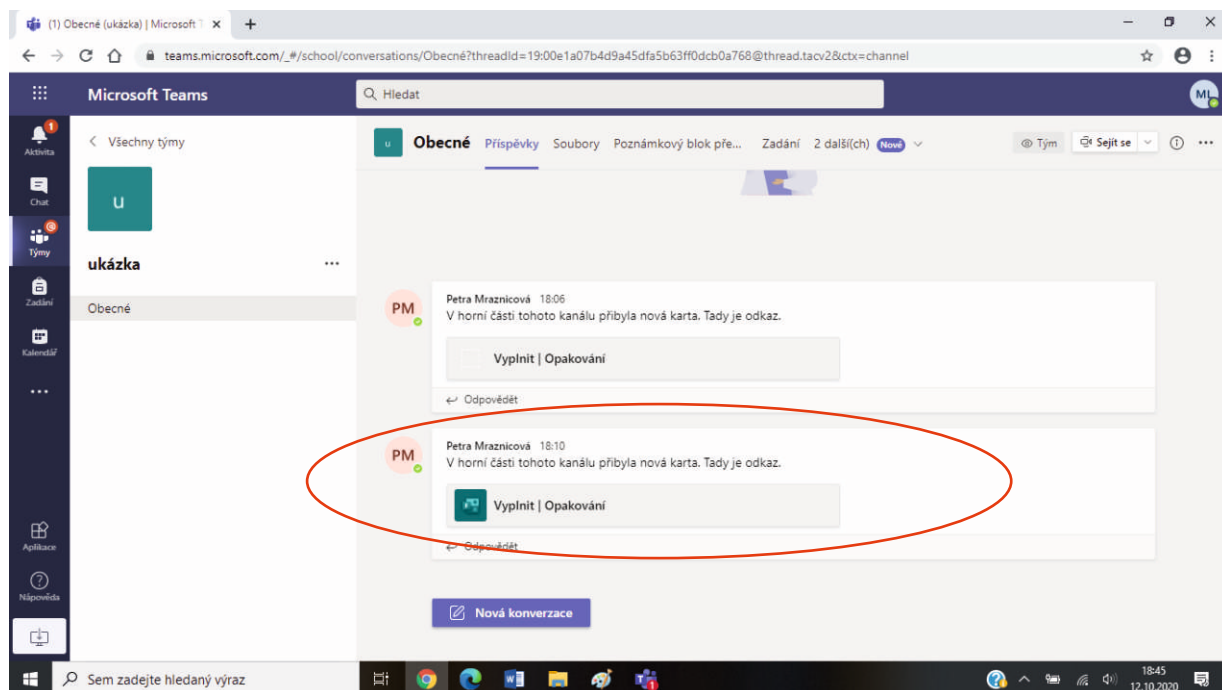 (1) Obecné (ukázka) | Microsoft T
teams.microsoft.com/_#/school/conversations/Obecné?threadId=19:00e1a07b4d9a45dfa5b63ff0dcb0a768@thread.tacv2&ctx=channel
Microsoft Teams
Hledat
ML
Aktivita
1
Chat
Týmy
Zadání
Kalendář
Aplikace
Nápověda
Všechny týmy
u
ukázka
Obecné
u
Obecné Příspěvky Soubory Poznámkový blok pře... Zadání 2 další(ch) Nové
Tým
Sejít se
PM
Petra Mraznicová 18:06
V horní části tohoto kanálu přibyla nová karta. Tady je odkaz.
Vyplnit | Opakování
Odpovědět
PM
Petra Mraznicová 18:10
V horní části tohoto kanálu přibyla nová karta. Tady je odkaz.
Vyplnit | Opakování
Odpovědět
Nová konverzace
Sem zadejte hledaný výraz
18:45
12.10.2020